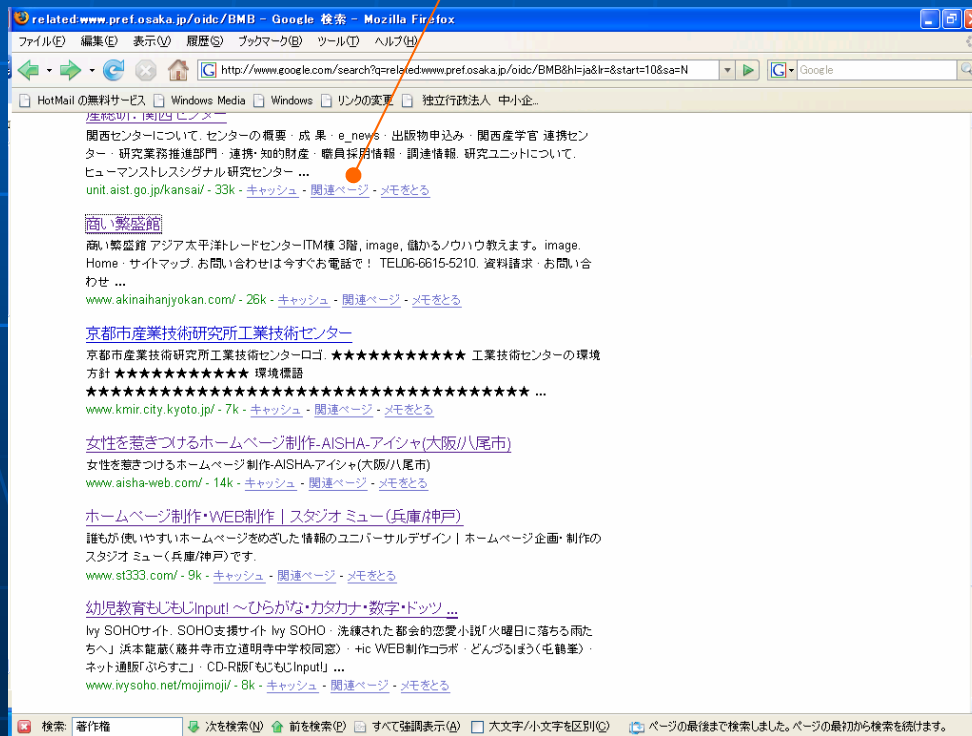 related:www.pref.osaka.jp/oidc/BMB - Google 検索 - Mozilla Firefox
ファイル(F) 編集(E) 表示(V) 履歴(S) ブックマーク(B) ツール(T) ヘルプ(H)
http://www.google.com/search?q=related:www.pref.osaka.jp/oidc/BMB&hl=ja&lr=&start=10&sa=N
Google
HotMail の無料サービス Windows Media Windows リンクの変更 独立行政法人 中小企...
産総研: 関西センター
関西センターについて. センターの概要 · 成 果 · e_news · 出版物申込み · 関西産学官 連携セン
ター · 研究業務推進部門 · 連携・知的財産 · 職員採用情報 · 調達情報. 研究ユニットについて.
ヒューマンストレスシグナル研究センター ...
unit.aist.go.jp/kansai/ - 33k - キャッシュ - 関連ページ - メモをとる
商い繁盛館
商い繁盛館 アジア太平洋トレードセンターITM棟 3階, image, 儲かるノウハウ教えます。 image.
Home · サイトマップ. お問い合わせは今すぐお電話で! TEL06-6615-5210. 資料請求 · お問い合
わせ ...
www.akinaihanjyokan.com/ - 26k - キャッシュ - 関連ページ - メモをとる
京都市産業技術研究所工業技術センター
京都市産業技術研究所工業技術センターロゴ. ★★★★★★★★★★★ 工業技術センターの環境
方針 ★★★★★★★★★★★ 環境標語
★★★★★★★★★★★★★★★★★★★★★★★★★★★★★★★★★★★★ ...
www.kmir.city.kyoto.jp/ - 7k - キャッシュ - 関連ページ - メモをとる
女性を惹きつけるホームページ制作-AISHA-アイシャ(大阪/八尾市)
女性を惹きつけるホームページ制作-AISHA-アイシャ(大阪/八尾市)
www.aisha-web.com/ - 14k - キャッシュ - 関連ページ - メモをとる
ホームページ制作・WEB制作 | スタジオ ミュー(兵庫/神戸)
誰もが使いやすいホームページをめざした情報のユニバーサルデザイン | ホームページ企画・制作の
スタジオ ミュー(兵庫/神戸)です.
www.st333.com/ - 9k - キャッシュ - 関連ページ - メモをとる
幼児教育もじもじInput! ～ひらがな・カタカナ・数字・ドッツ ...
Ivy SOHOサイト. SOHO支援サイト Ivy SOHO · 洗練された都会的恋愛小説「火曜日に落ちる雨た
ちへ」 浜本龍蔵(藤井寺市立道明寺中学校同窓) · +ic WEB制作コラボ · どんづるぼう(屯鶴峯) ·
ネット通販「ぷらすこ」 · CD-R版「もじもじInput!」 ...
www.ivysoho.net/mojimoji/ - 8k - キャッシュ - 関連ページ - メモをとる
検索: 著作権 次を検索(N) 前を検索(P) すべて強調表示(A) 大文字/小文字を区別(C) ページの最後まで検索しました。ページの最初から検索を続けます。